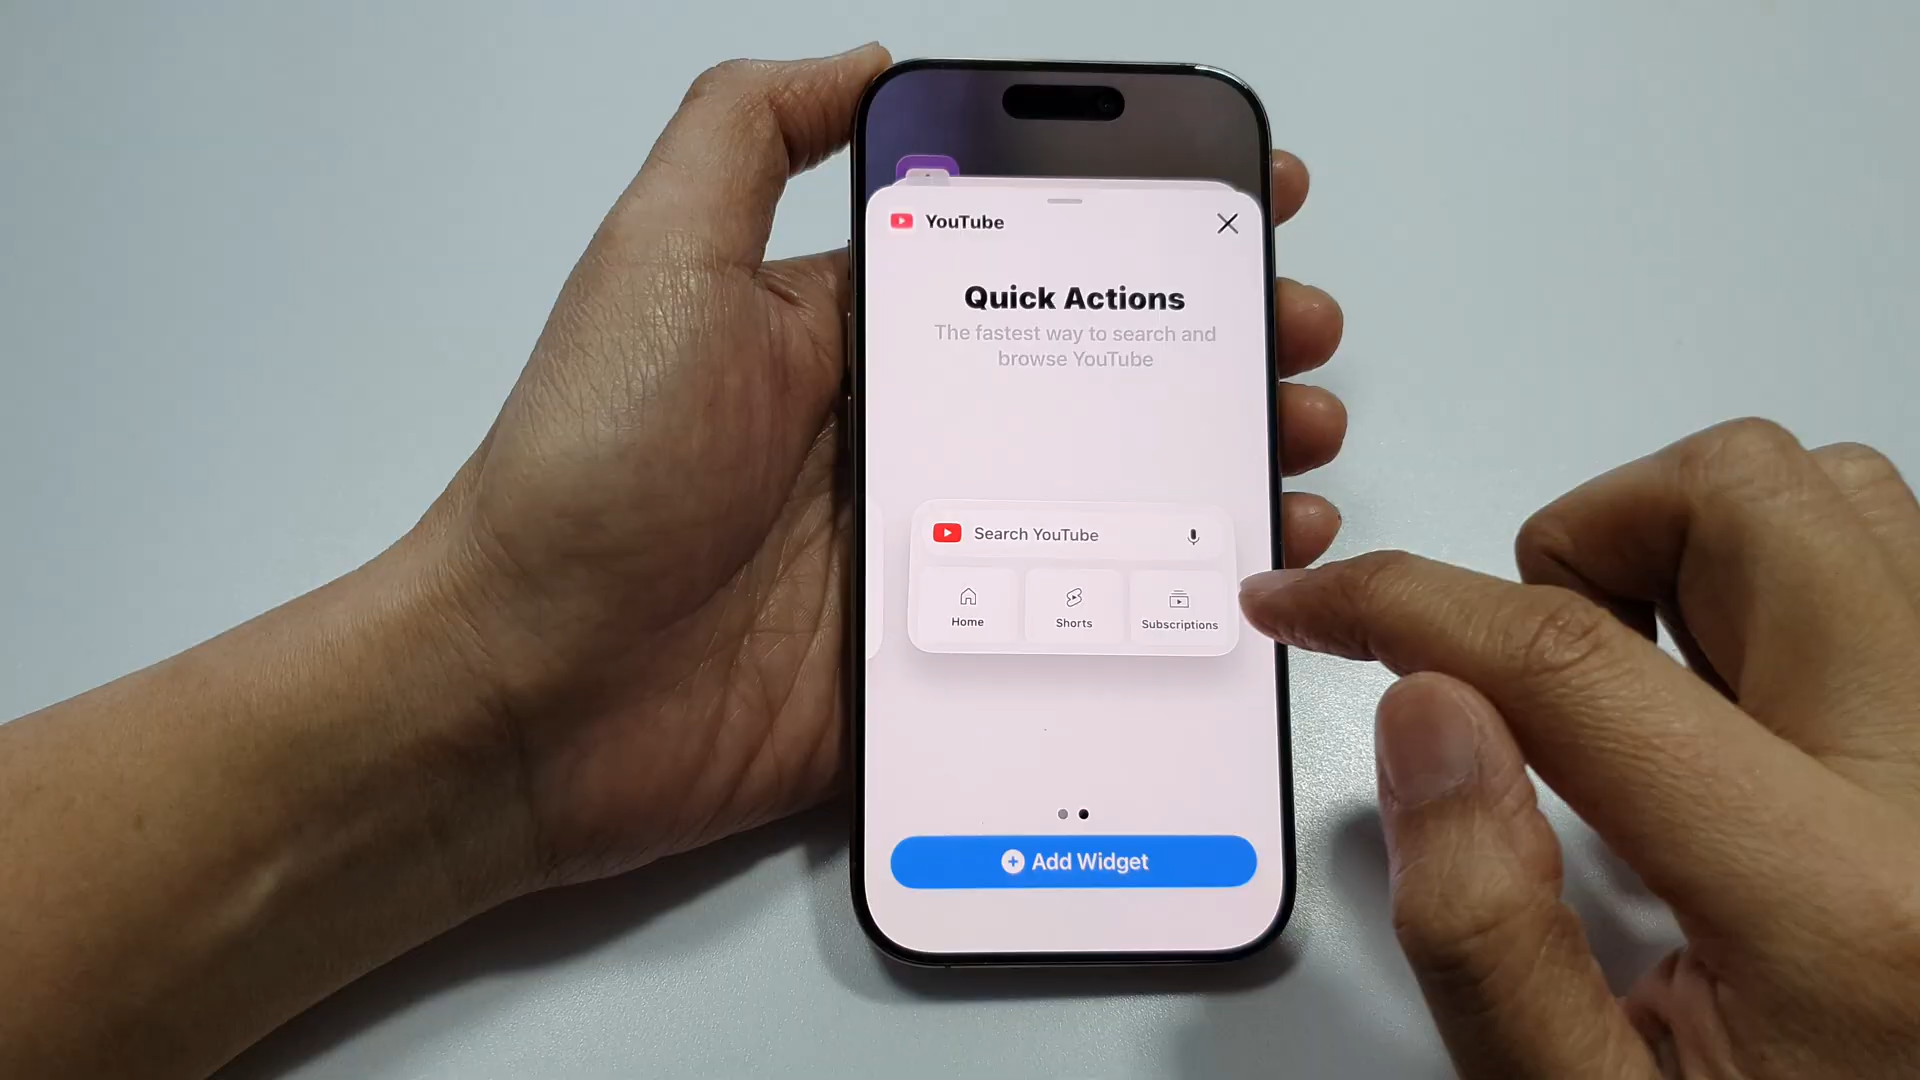 YouTube
Quick Actions
The fastest way to search and
browse YouTube
Search YouTube
Home
Shorts
Subscriptions
Add Widget